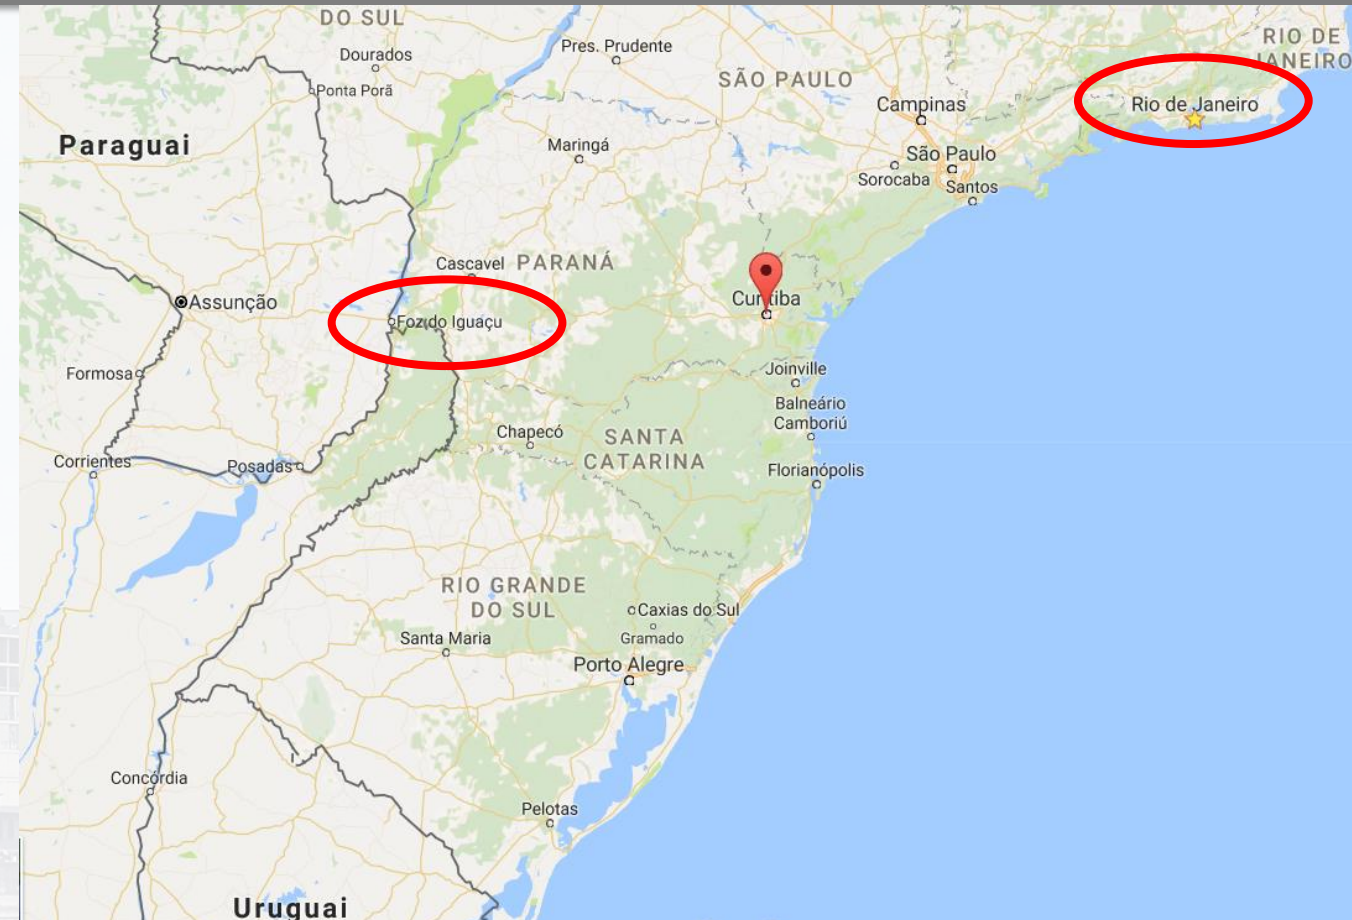 DO SUL
Dourados
Ponta Porã
Pres. Prudente
SÃO PAULO
Campinas
RIO DE
JANEIRO
Rio de Janeiro
Paraguai
Maringá
São Paulo
Sorocaba
Santos
Cascavel
PARANÁ
Assunção
Foz do Iguaçu
Curitiba
Formosa
Joinville
Balneário
Camboriú
Chapecó
SANTA
CATARINA
Corrientes
Posadas
Florianópolis
RIO GRANDE
DO SUL
Caxias do Sul
Gramado
Santa Maria
Porto Alegre
Concórdia
Pelotas
Uruguai